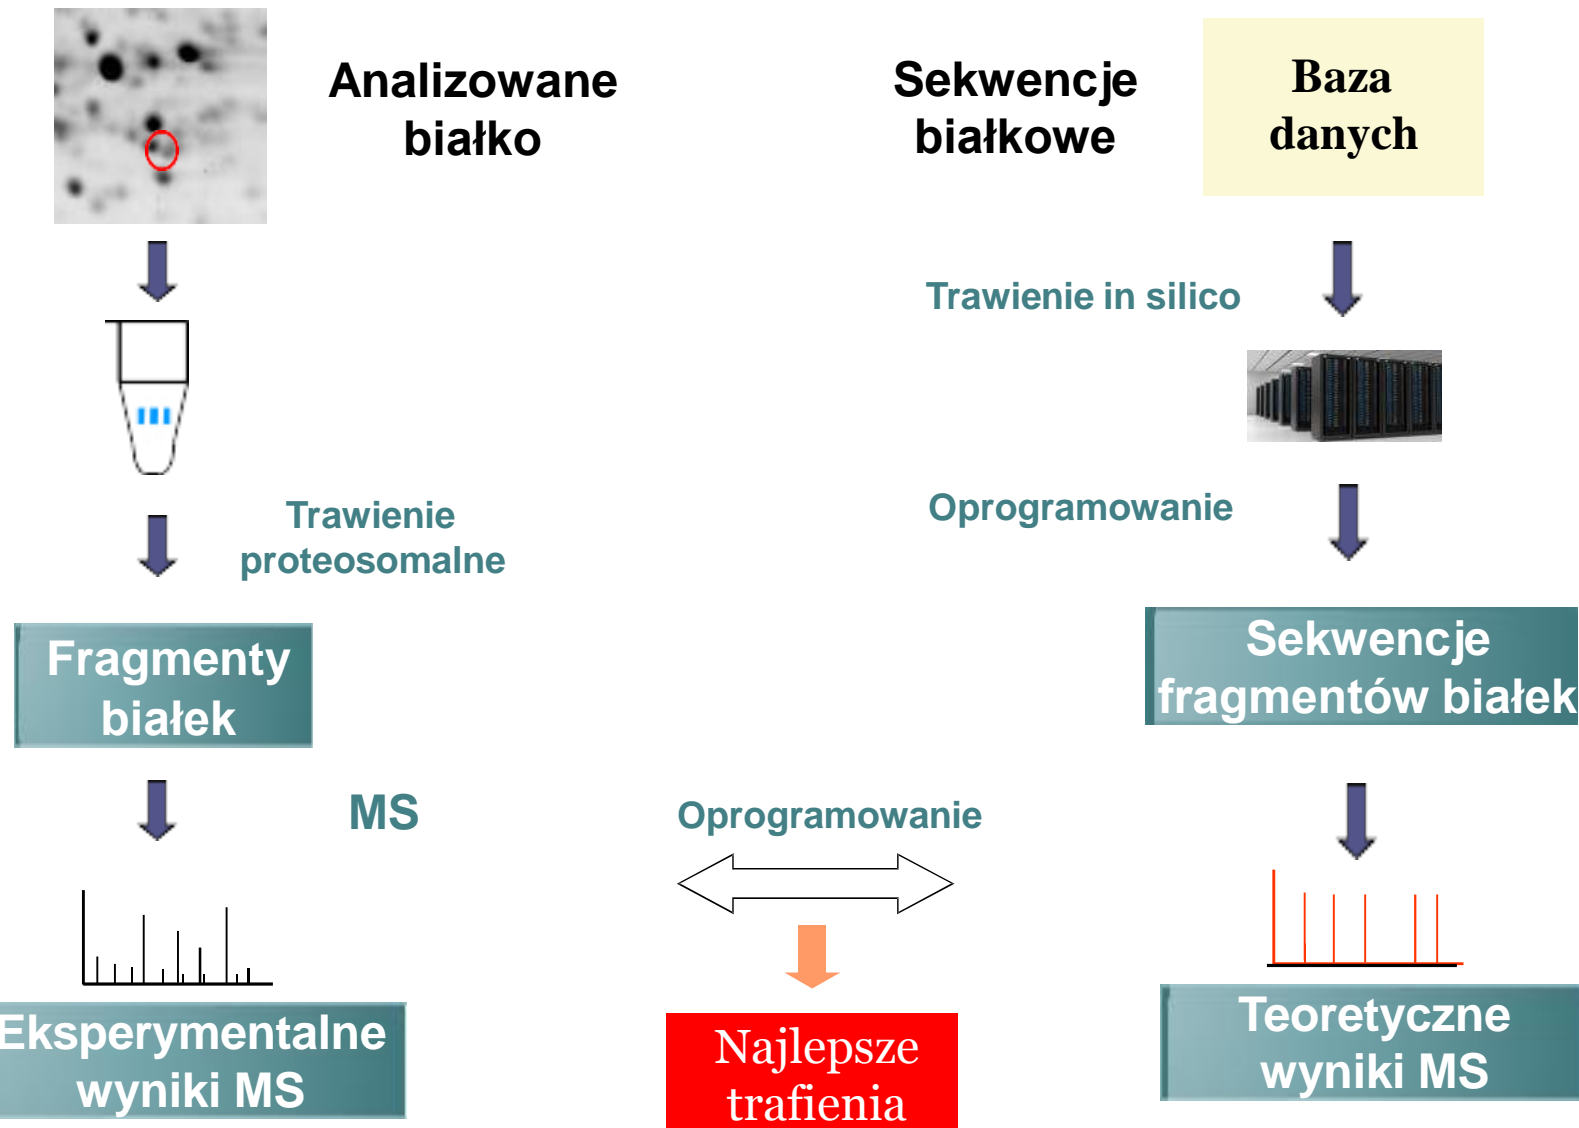 Analizowane
białko
Sekwencje
białkowe
Baza
danych
Trawienie in silico
Trawienie
proteosomalne
Oprogramowanie
Fragmenty
białek
Sekwencje
fragmentów białek
MS
Oprogramowanie
Eksperymentalne
wyniki MS
Najlepsze
trafienia
Teoretyczne
wyniki MS